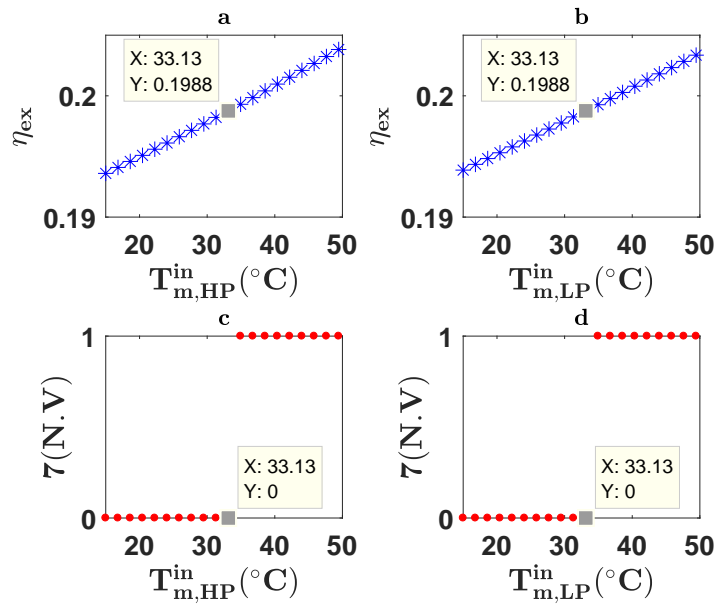 a
X: 33.13
Y: 0.1988
0.2
0.19
η_ex
20 30 40 50
T^in_m,HP(°C)
b
X: 33.13
Y: 0.1988
0.2
0.19
η_ex
20 30 40 50
T^in_m,LP(°C)
c
1
0
7(N.V)
X: 33.13
Y: 0
20 30 40 50
T^in_m,HP(°C)
d
1
0
7(N.V)
X: 33.13
Y: 0
20 30 40 50
T^in_m,LP(°C)